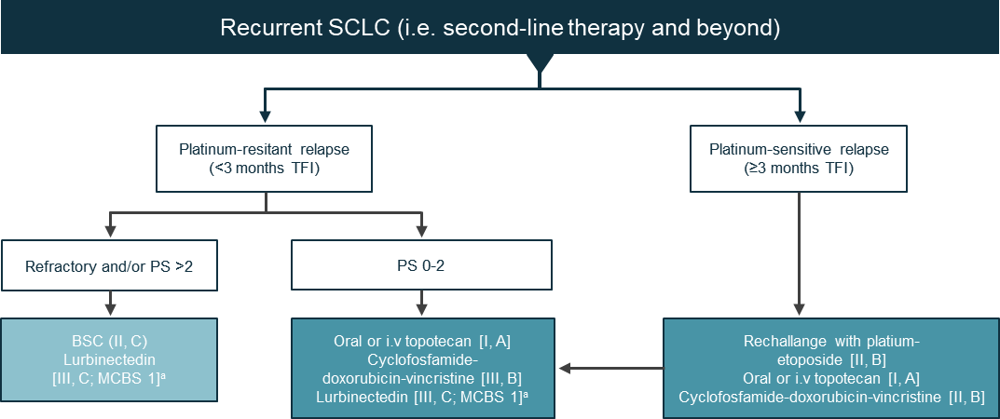 Recurrent SCLC (i.e. second-line therapy and beyond)
Platinum-resitant relapse
(<3 months TFI)
Platinum-sensitive relapse
(≥3 months TFI)
Refractory and/or PS >2
PS 0-2
BSC (II, C)
Lurbinectedin
[III, C; MCBS 1]ᵃ
Oral or i.v topotecan [I, A]
Cyclofosfamide-
doxorubicin-vincristine [III, B]
Lurbinectedin [III, C; MCBS 1]ᵃ
Rechallange with platium-
etoposide [II, B]
Oral or i.v topotecan [I, A]
Cyclofosfamide-doxorubicin-vincristine [II, B]